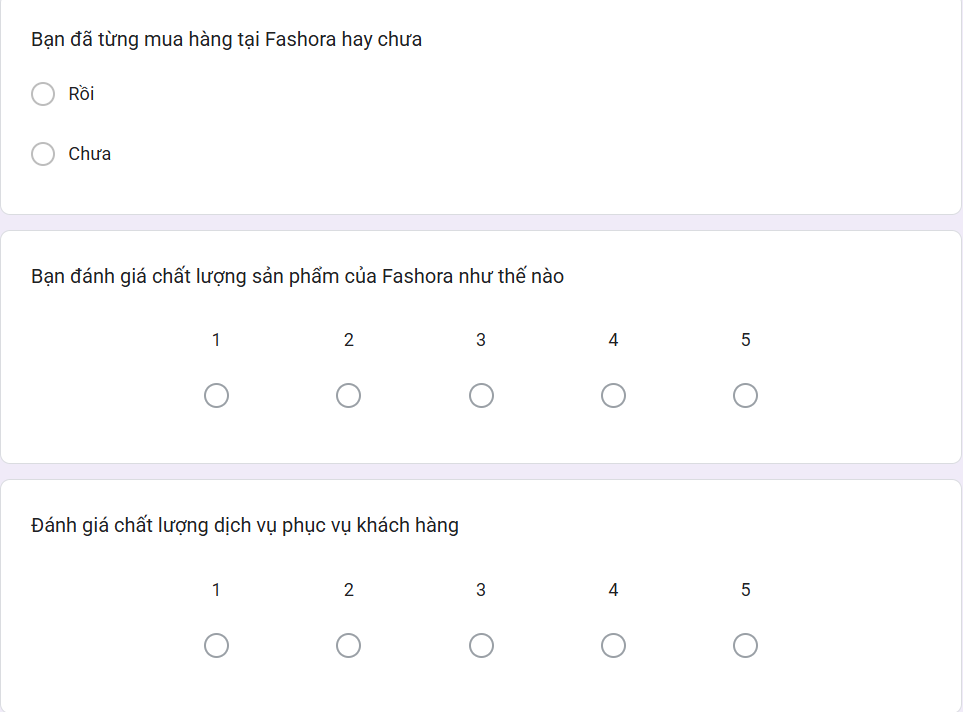 Bạn đã từng mua hàng tại Fashora hay chưa
Rồi
Chưa
Bạn đánh giá chất lượng sản phẩm của Fashora như thế nào
1 2 3 4 5
Đánh giá chất lượng dịch vụ phục vụ khách hàng
1 2 3 4 5